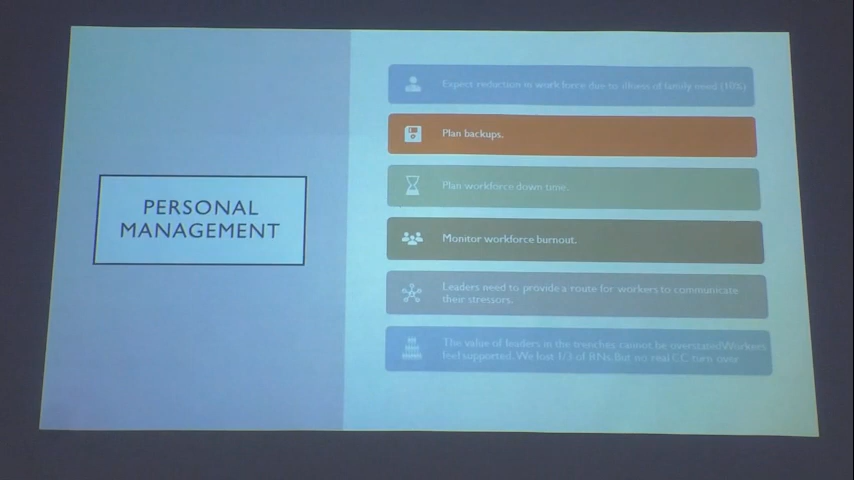 PERSONAL
MANAGEMENT
Expect reduction in workforce due to illness of family need (10%)
Plan backups.
Plan workforce down time.
Monitor workforce burnout.
Leaders need to provide a route for workers to communicate
their stressors.
The value of leaders in the trenches cannot be overstated Workers
feel supported. We lost 1/3 of RNs. But no real CC turn over